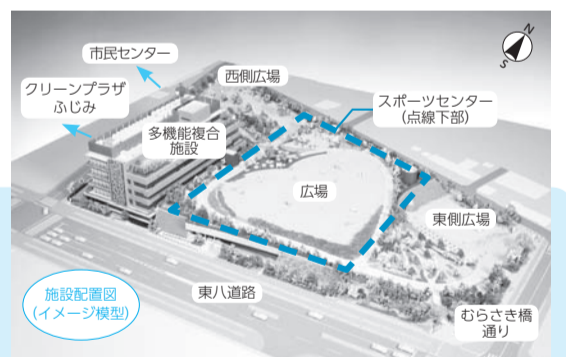 市民センター
クリーンプラザ
ふじみ
西側広場
スポーツセンター
(点線下部)
多機能複合
施設
広場
東側広場
東八道路
むらさき橋
通り
施設配置図
(イメージ模型)
N
S